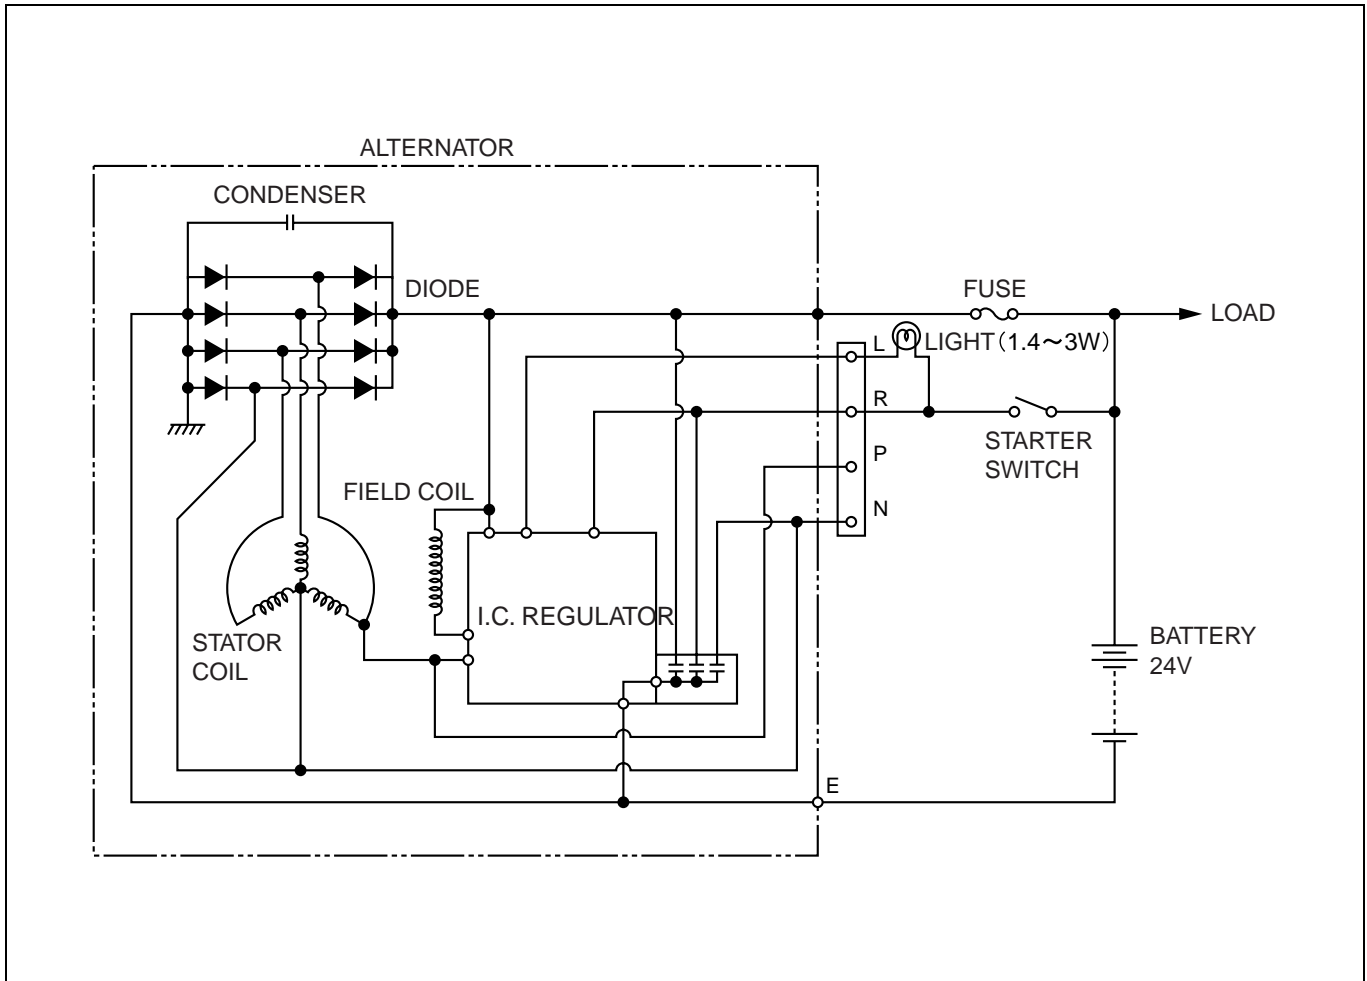 ALTERNATOR
CONDENSER
DIODE
FUSE
LOAD
L
LIGHT（1.4～3W）
R
STARTER
SWITCH
P
FIELD COIL
N
I.C. REGULATOR
STATOR
COIL
BATTERY
24V
E